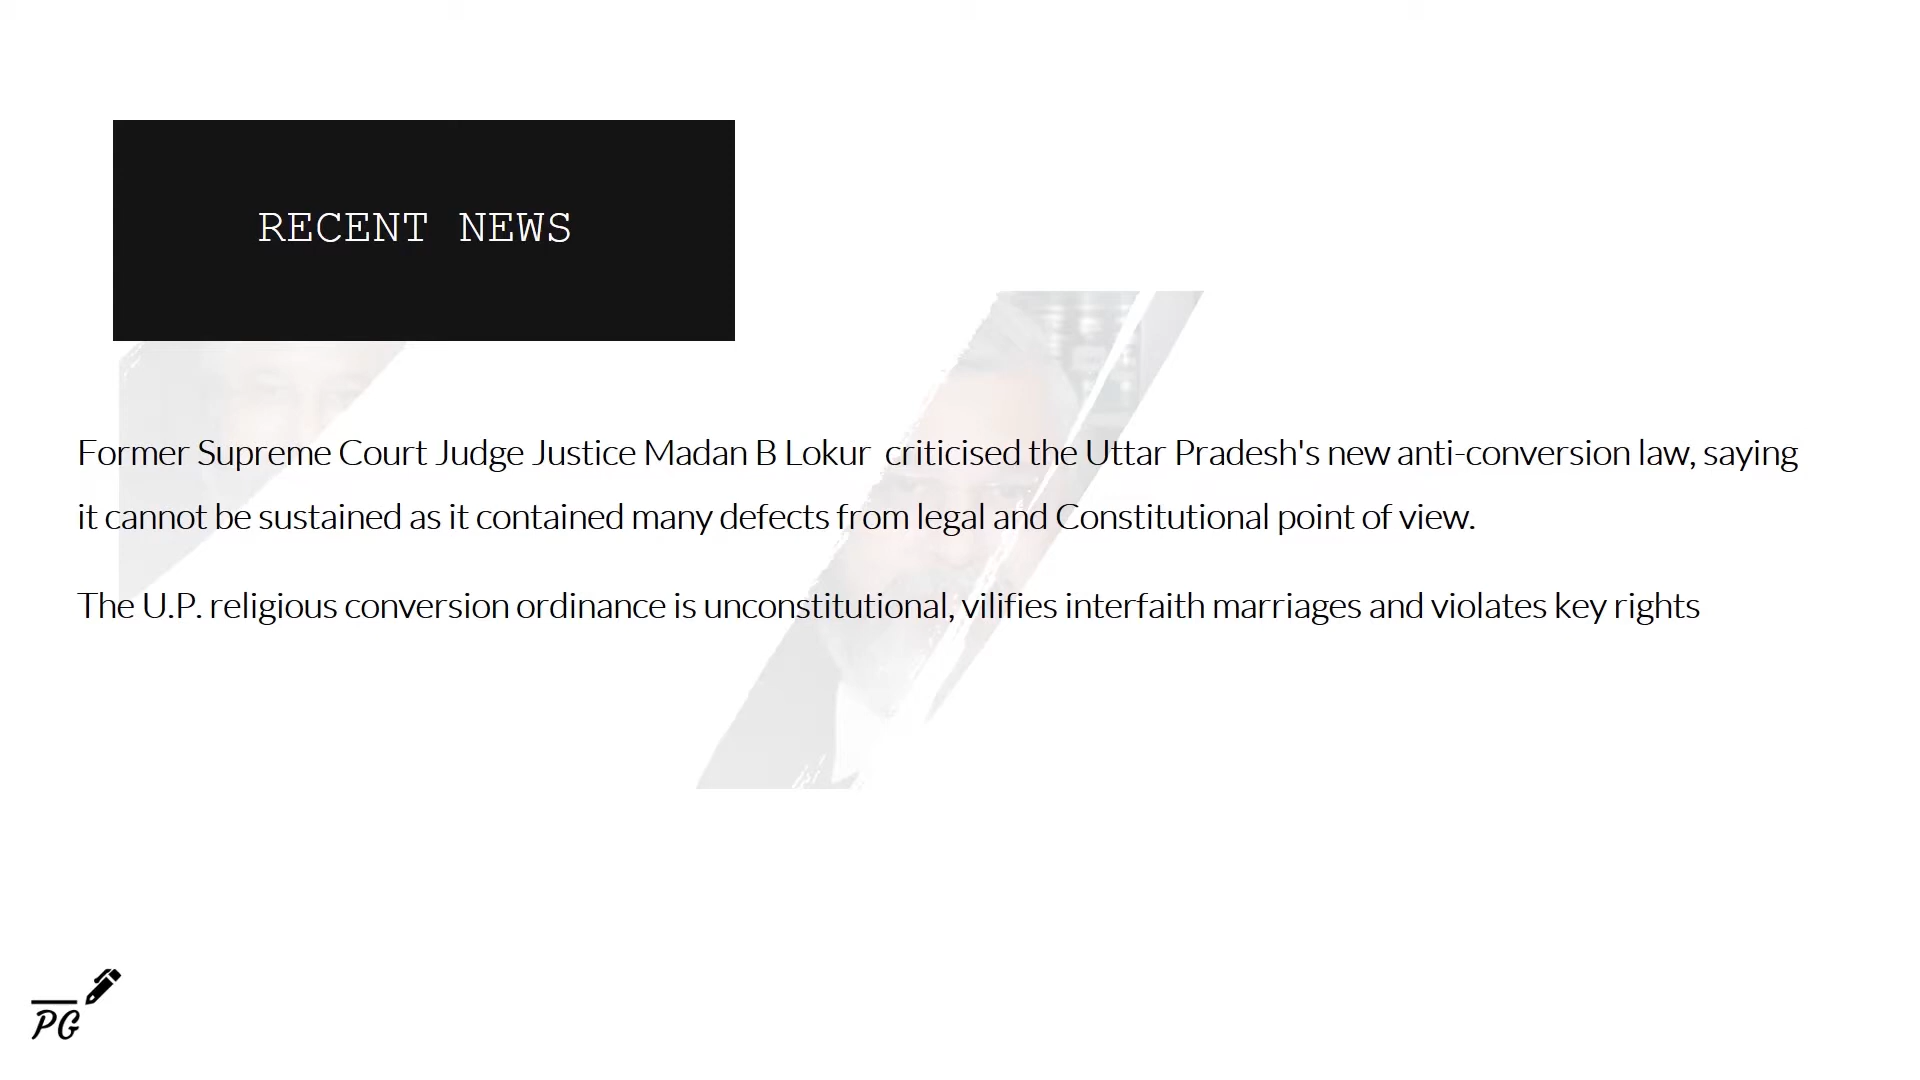 RECENT NEWS
Former Supreme Court Judge Justice Madan B Lokur criticised the Uttar Pradesh's new anti-conversion law, saying
it cannot be sustained as it contained many defects from legal and Constitutional point of view.
The U.P. religious conversion ordinance is unconstitutional, vilifies interfaith marriages and violates key rights
PG